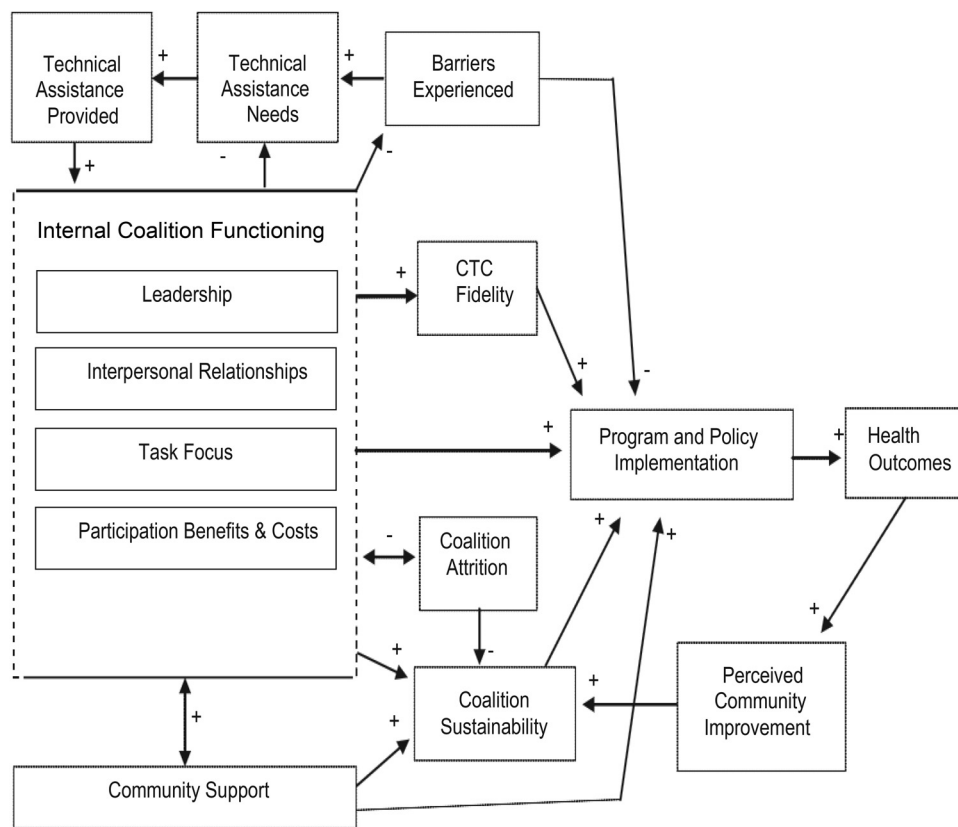 Technical
Assistance
Provided
+
Technical
Assistance
Needs
+
Barriers
Experienced
+
-
-
Internal Coalition Functioning
Leadership
Interpersonal Relationships
Task Focus
Participation Benefits & Costs
+
CTC
Fidelity
+
-
+
Program and Policy
Implementation
+
Health
Outcomes
-
Coalition
Attrition
+
+
+
-
+
Coalition
Sustainability
+
Perceived
Community
Improvement
+
+
Community Support